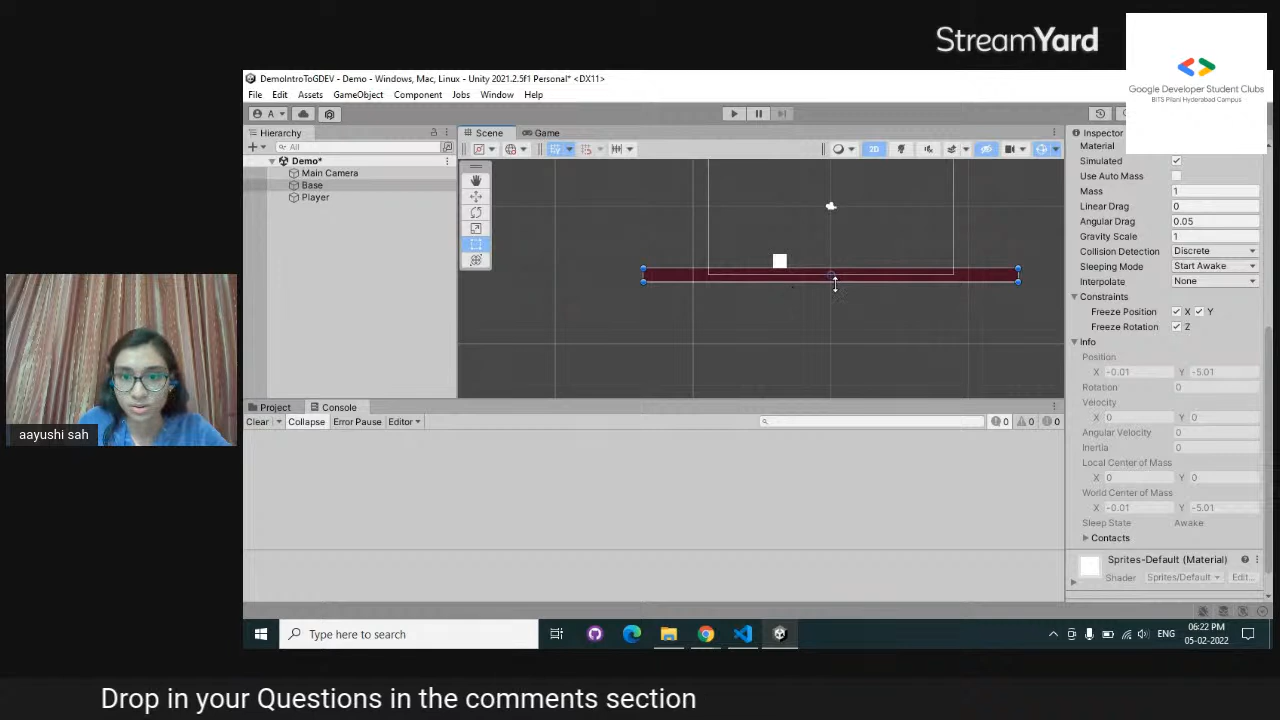 StreamYard
Google Developer Student Clubs
BITS Pilani Hyderabad Campus
DemoIntroToGDEV - Demo - Windows, Mac, Linux - Unity 2021.2.5f1 Personal* <DX11>
File Edit Assets GameObject Component Jobs Window Help
A
Hierarchy
Scene
Game
Inspector
All
2D
Demo*
Main Camera
Base
Player
Material
Simulated
Use Auto Mass
Mass 1
Linear Drag 0
Angular Drag 0.05
Gravity Scale 1
Collision Detection Discrete
Sleeping Mode Start Awake
Interpolate None
Constraints
Freeze Position X Y
Freeze Rotation Z
Info
Position
X -0.01 Y -5.01
Rotation 0
Velocity
X 0 Y 0
Angular Velocity 0
Inertia 0
Local Center of Mass
X 0 Y 0
World Center of Mass
X -0.01 Y -5.01
Sleep State Awake
Contacts
Sprites-Default (Material)
Shader Sprites/Default Edit...
Project Console
Clear Collapse Error Pause Editor
0 0 0
aayushi sah
Type here to search
ENG
06:22 PM
05-02-2022
Drop in your Questions in the comments section